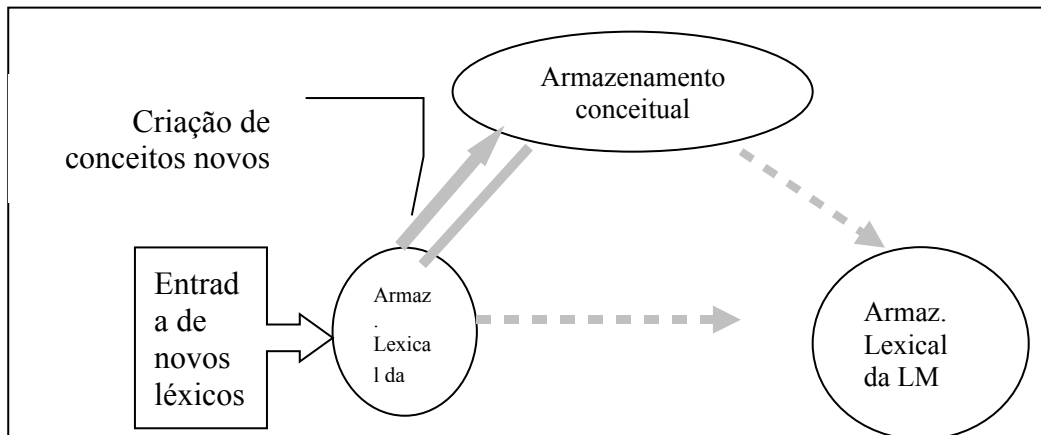 Armazenamento
conceitual
Criação de
conceitos novos
Entrad
a de
novos
léxicos
Armaz
.
Lexica
l da
Armaz.
Lexical
da LM